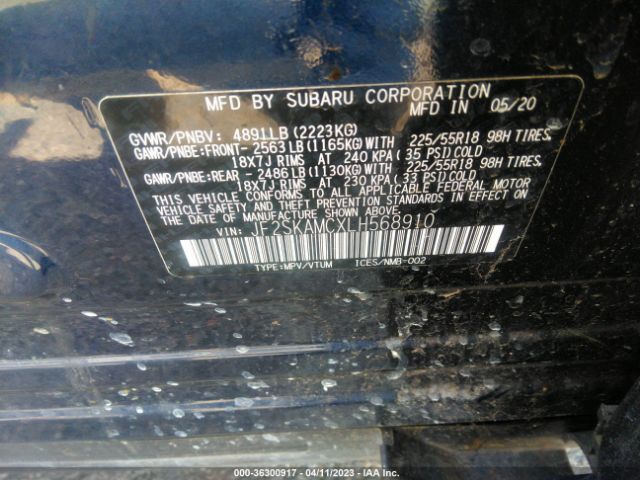 MFD BY SUBARU CORPORATION
MFD IN 05/20
GVWR/PNBV: 4891LB (2223KG)
GAWR/PNBE:FRONT- 2563LB (1165KG)WITH 225/55R18 98H TIRES,
18X7J RIMS AT 240 KPA (35 PSI) COLD
GAWR/PNBE:REAR - 2486LB (1130KG)WITH 225/55R18 98H TIRES,
18X7J RIMS AT 230 KPA (33 PSI) COLD
THIS VEHICLE CONFORMS TO ALL APPLICABLE FEDERAL MOTOR
VEHICLE SAFETY AND THEFT PREVENTION STANDARDS IN EFFECT ON
THE DATE OF MANUFACTURE SHOWN ABOVE.
VIN: JF2SKAMCXLH568910
TYPE:MPV/VTUM ICES/NMB-002
000-36300917 04/11/2023 - IAA Inc.